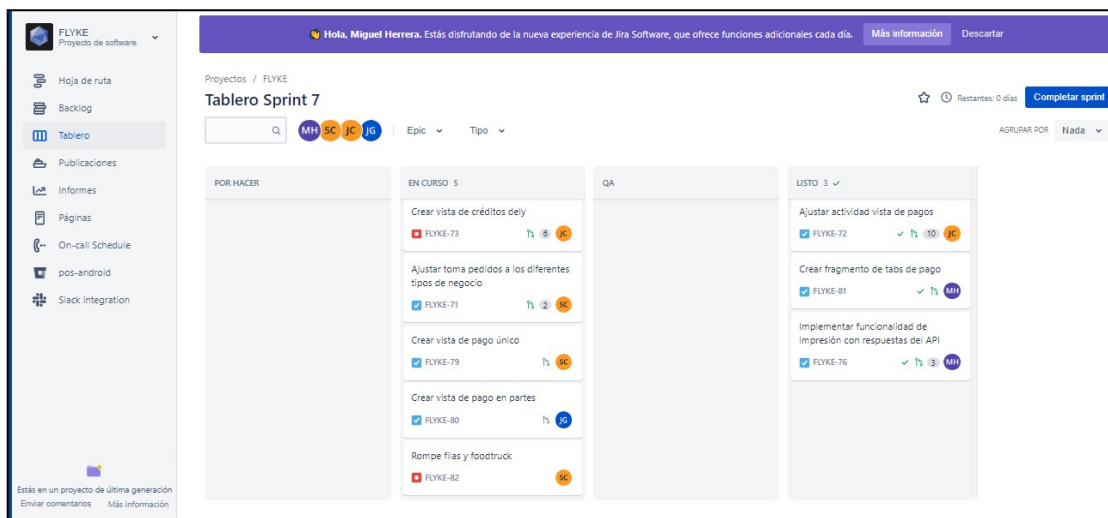 FLYKE
Proyecto de software
Hoja de ruta
Backlog
Tablero
Publicaciones
Informes
Páginas
On-call Schedule
pos-android
Slack integration
Estás en un proyecto de última generación
Enviar comentarios Más información
Hola, Miguel Herrera. Estás disfrutando de la nueva experiencia de Jira Software, que ofrece funciones adicionales cada día. Más información Descartar
Proyectos / FLYKE
Tablero Sprint 7
Restantes: 0 días Completar sprint
MH SC JC JG Epic Tipo
AGRUPAR POR Nada
POR HACER
EN CURSO 5
Crear vista de créditos dely
FLYKE-73 6 JC
Ajustar toma pedidos a los diferentes
tipos de negocio
FLYKE-71 2 SC
Crear vista de pago único
FLYKE-79 SC
Crear vista de pago en partes
FLYKE-80 JG
Rompe filas y foodtruck
FLYKE-82 SC
QA
LISTO 3
Ajustar actividad vista de pagos
FLYKE-72 10 JC
Crear fragmento de tabs de pago
FLYKE-81 MH
Implementar funcionalidad de
impresión con respuestas del API
FLYKE-76 3 MH